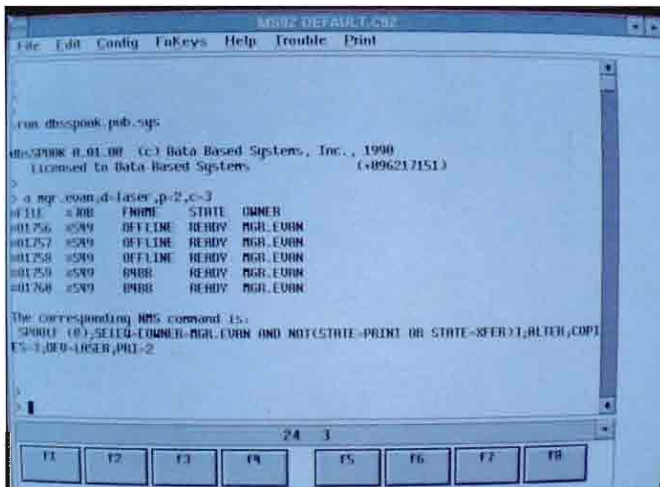 MS92 DEFAULT.C92
File Edit Config FnKeys Help Trouble Print
>
>
>
>run dbsspook.pub.sys
dbsSPOOK A.01.00 (c) Data Based Systems, Inc., 1990
Licensed to Data Based Systems (+096217151)
>
> a mgr.evan,d=laser,p=2,c=3
#FILE #JOB FNAME STATE OWNER
#O1756 #S49 OFFLINE READY MGR.EVAN
#O1757 #S49 OFFLINE READY MGR.EVAN
#O1758 #S49 OFFLINE READY MGR.EVAN
#O1759 #S49 READY MGR.EVAN
#O1760 #S49 READY MGR.EVAN
The corresponding NMS command is:
SPOOLF (@);SELEQ=[OWNER=MGR.EVAN AND NOT(STATE=PRINT OR STATE=XFER)];ALTER;COPI
ES=3;DEV=LASER;PRI=2
>
>
24 3
f1 f2 f3 f4 f5 f6 f7 f8